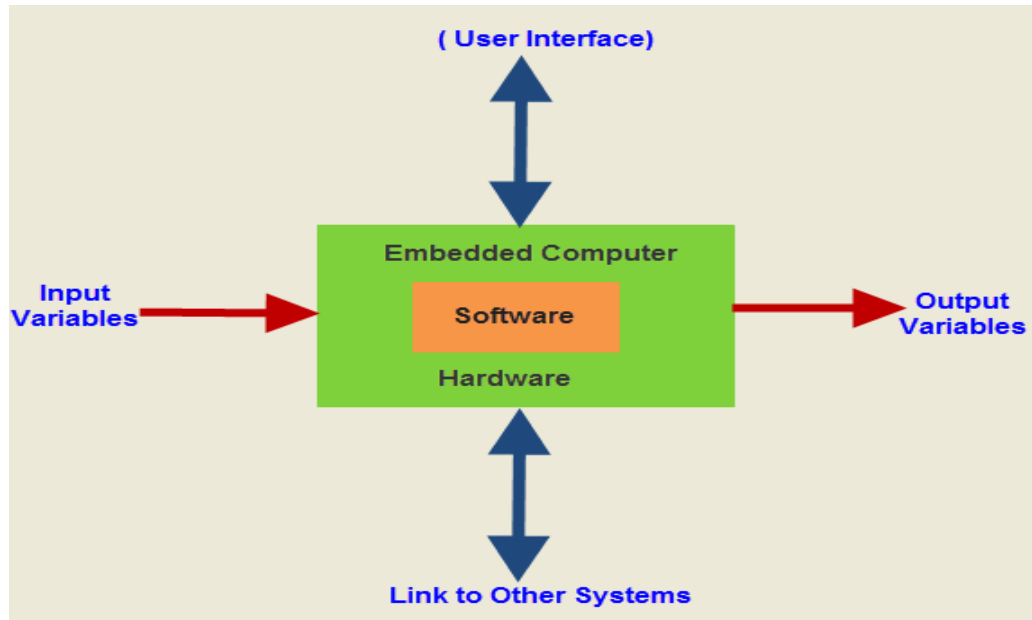 ( User Interface)
Embedded Computer
Input
Variables
Software
Output
Variables
Hardware
Link to Other Systems